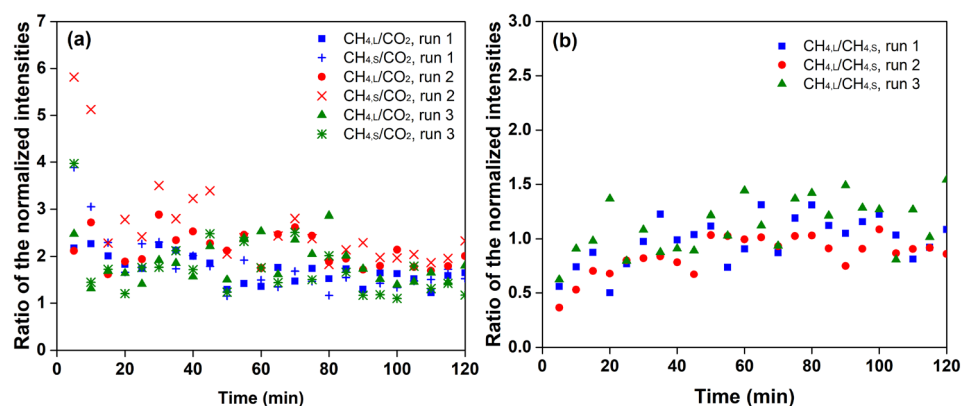 (a)
CH4,L/CO2, run 1
CH4,S/CO2, run 1
CH4,L/CO2, run 2
CH4,S/CO2, run 2
CH4,L/CO2, run 3
CH4,S/CO2, run 3
Ratio of the normalized intensities
7
6
5
4
3
2
1
0
0 20 40 60 80 100 120
Time (min)
(b)
CH4,L/CH4,S, run 1
CH4,L/CH4,S, run 2
CH4,L/CH4,S, run 3
Ratio of the normalized intensities
3.0
2.5
2.0
1.5
1.0
0.5
0.0
0 20 40 60 80 100 120
Time (min)